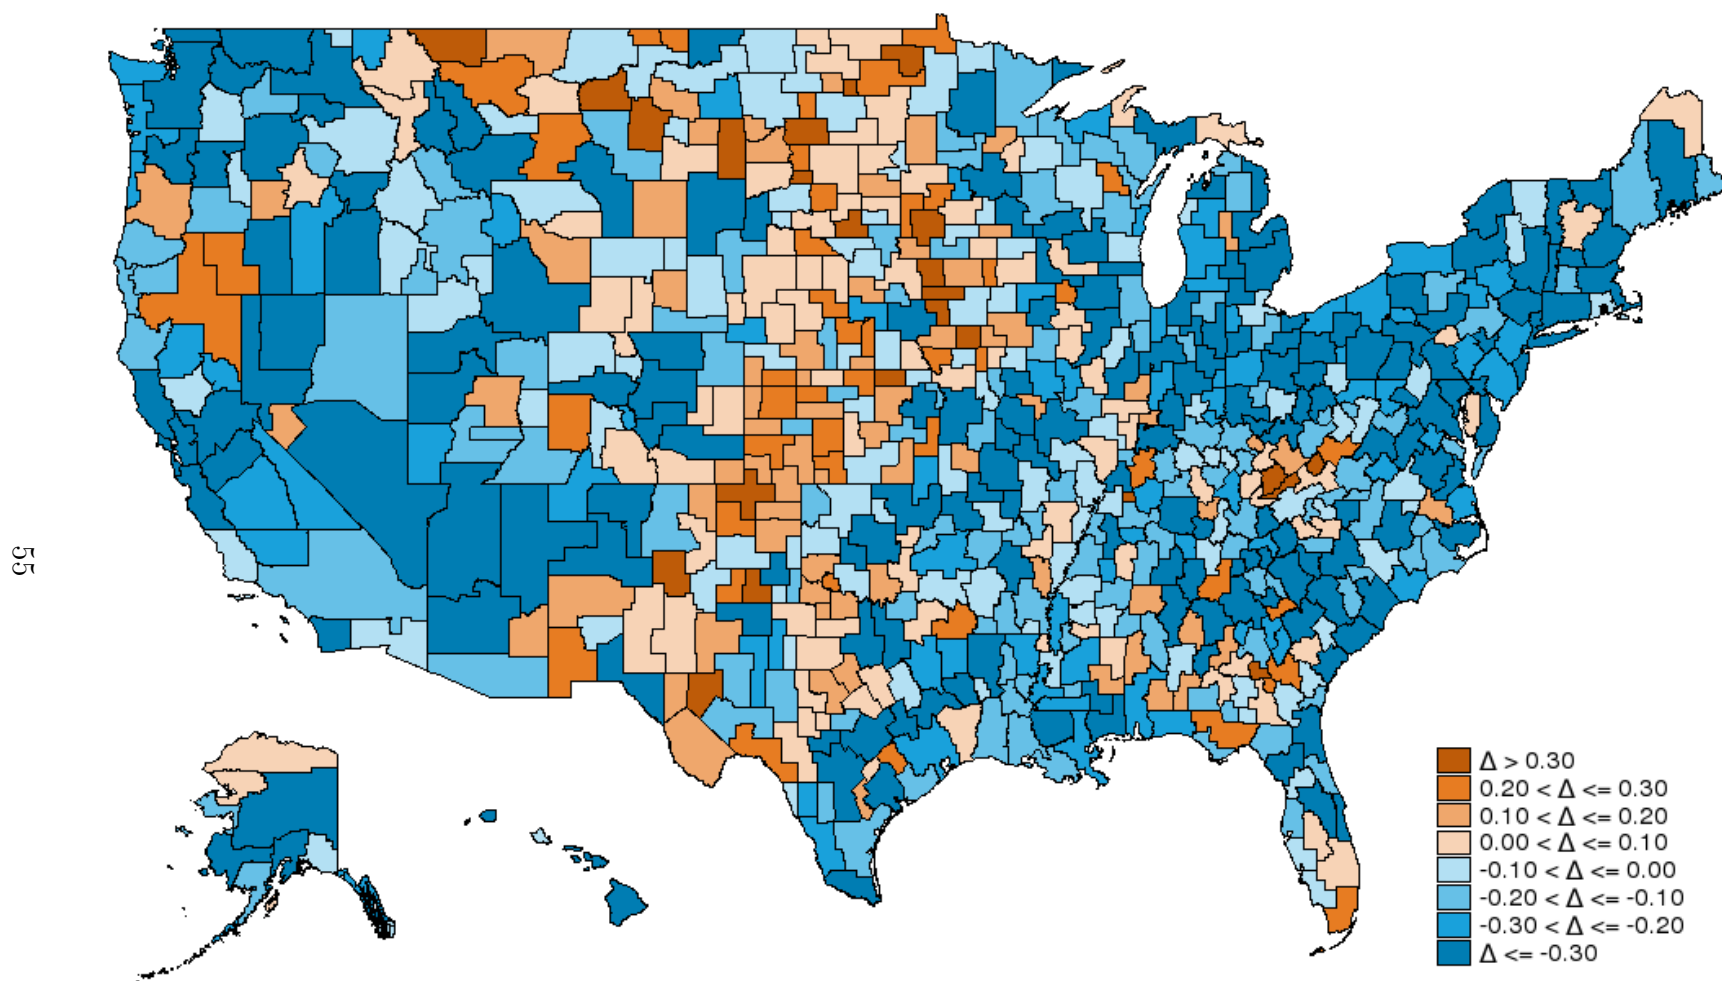 55
Δ > 0.30
0.20 < Δ <= 0.30
0.10 < Δ <= 0.20
0.00 < Δ <= 0.10
-0.10 < Δ <= 0.00
-0.20 < Δ <= -0.10
-0.30 < Δ <= -0.20
Δ <= -0.30